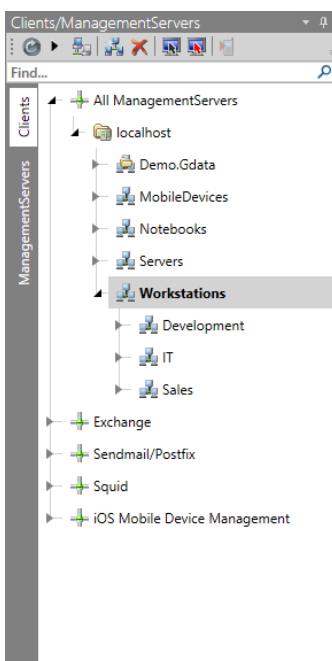 Clients/ManagementServers
Find...
Clients
ManagementServers
All ManagementServers
localhost
Demo.Gdata
MobileDevices
Notebooks
Servers
Workstations
Development
IT
Sales
Exchange
Sendmail/Postfix
Squid
iOS Mobile Device Management